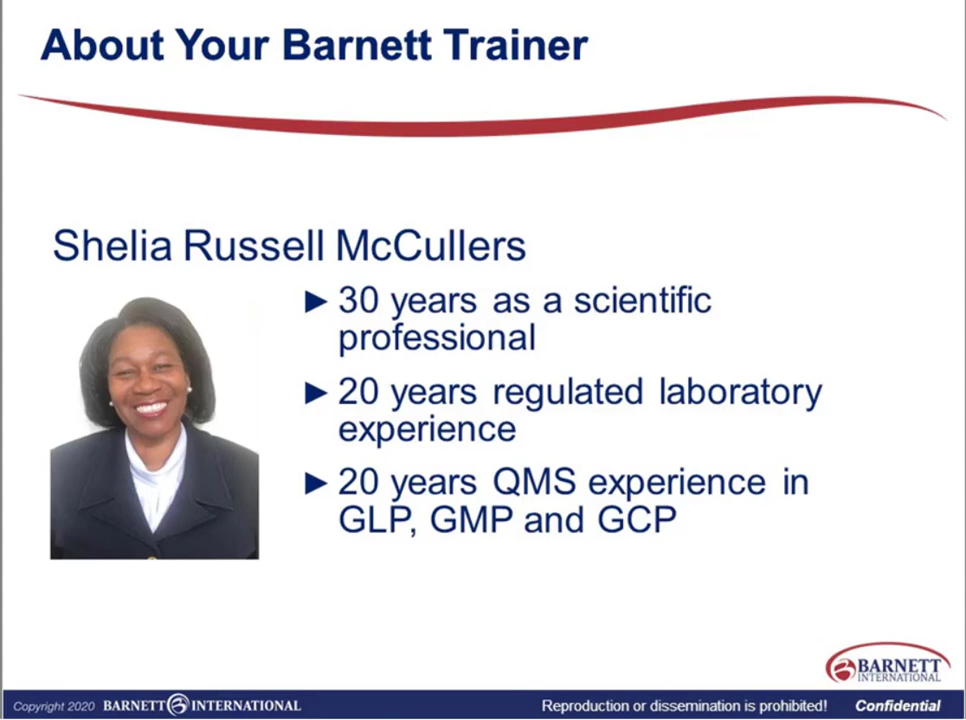 About Your Barnett Trainer
Shelia Russell McCullers
► 30 years as a scientific
professional
► 20 years regulated laboratory
experience
► 20 years QMS experience in
GLP, GMP and GCP
BARNETT
INTERNATIONAL
Copyright 2020 BARNETT INTERNATIONAL Reproduction or dissemination is prohibited! Confidential